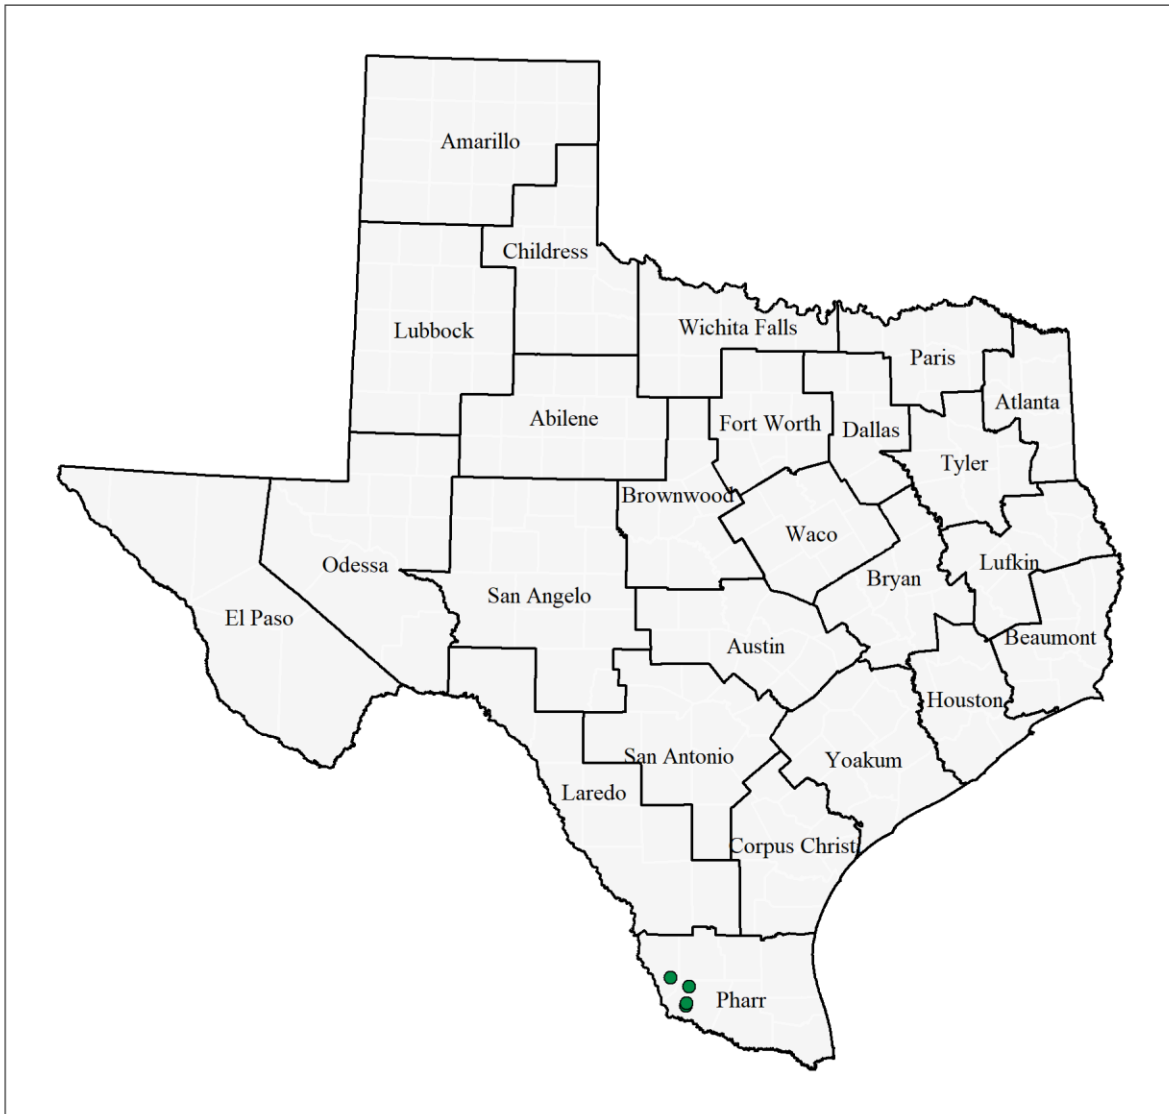 Amarillo
Childress
Lubbock
Wichita Falls
Paris
Atlanta
Abilene
Fort Worth
Dallas
Tyler
Brownwood
Waco
Odessa
Lufkin
Bryan
San Angelo
El Paso
Beaumont
Austin
Houston
San Antonio
Yoakum
Laredo
Corpus Christ
Pharr